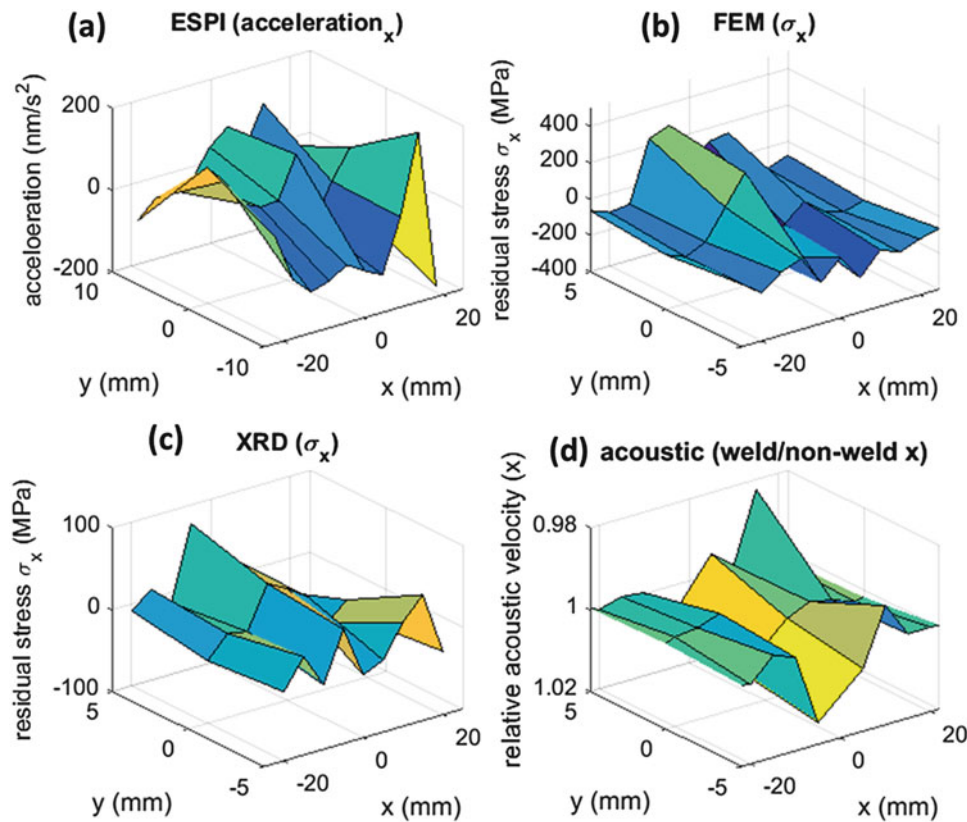 (a) ESPI (acceleration_x)
acceloeration (nm/s²)
200
0
-200
10
0
-10
y (mm)
-20
0
20
x (mm)
(b) FEM (σ_x)
residual stress σ_x (MPa)
400
200
0
-200
-400
5
0
-5
y (mm)
-20
0
20
x (mm)
(c) XRD (σ_x)
residual stress σ_x (MPa)
100
0
-100
5
0
-5
y (mm)
-20
0
20
x (mm)
(d) acoustic (weld/non-weld x)
relative acoustic velocity (x)
0.98
1
1.02
5
0
-5
y (mm)
-20
0
20
x (mm)